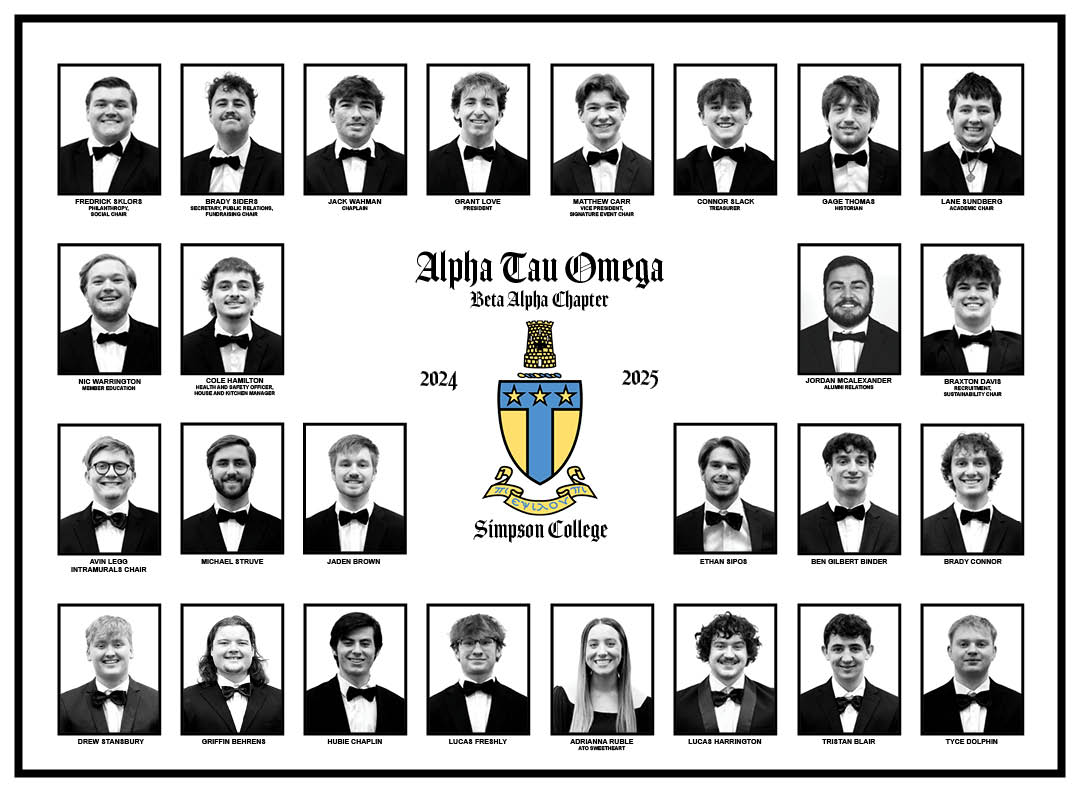 FREDRICK SKLORS
PHILANTHROPY,
SOCIAL CHAIR
BRADY SIDERS
SECRETARY, PUBLIC RELATIONS,
FUNDRAISING CHAIR
JACK WAHMAN
CHAPLAIN
GRANT LOVE
PRESIDENT
MATTHEW CARR
VICE PRESIDENT,
SIGNATURE EVENT CHAIR
CONNOR SLACK
TREASURER
GAGE THOMAS
HISTORIAN
LANE SUNDBERG
ACADEMIC CHAIR
Alpha Tau Omega
Beta Alpha Chapter
NIC WARRINGTON
MEMBER EDUCATION
COLE HAMILTON
HEALTH AND SAFETY OFFICER,
HOUSE AND KITCHEN MANAGER
2024
2025
JORDAN MCALEXANDER
ALUMNI RELATIONS
BRAXTON DAVIS
RECRUITMENT,
SUSTAINABILITY CHAIR
ΠΙ ΕΨΙΛΟΝ ΠΙ
Simpson College
AVIN LEGG
INTRAMURALS CHAIR
MICHAEL STRUVE
JADEN BROWN
ETHAN SIPOS
BEN GILBERT BINDER
BRADY CONNOR
DREW STANSBURY
GRIFFIN BEHRENS
HUBIE CHAPLIN
LUCAS FRESHLY
ADRIANNA RUBLE
ATO SWEETHEART
LUCAS HARRINGTON
TRISTAN BLAIR
TYCE DOLPHIN